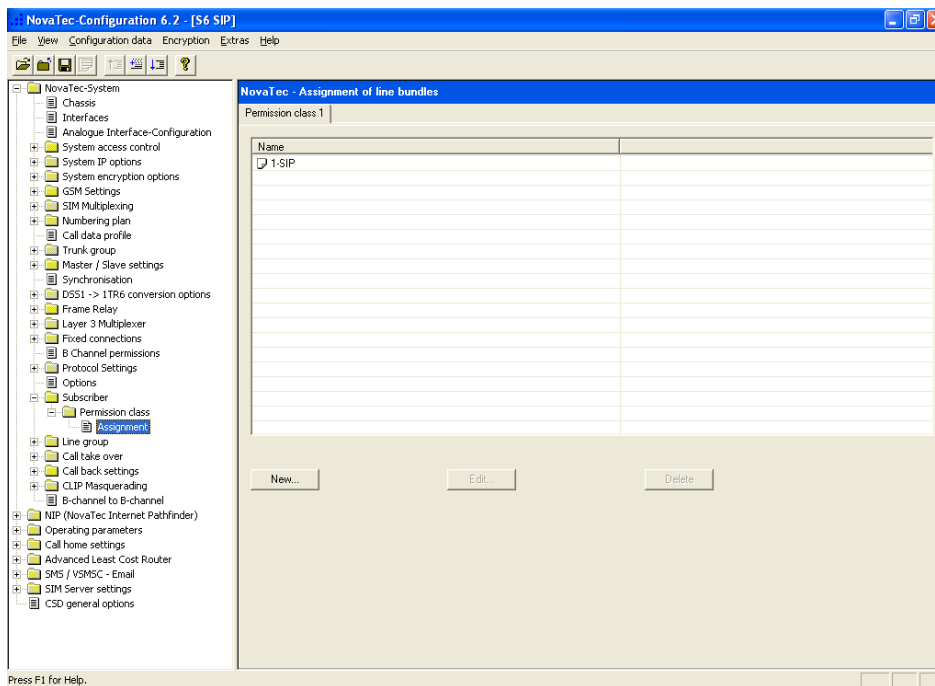 NovaTec-Configuration 6.2 - [S6 SIP]
File View Configuration data Encryption Extras Help
NovaTec-System
Chassis
Interfaces
Analogue Interface-Configuration
System access control
System IP options
System encryption options
GSM Settings
SIM Multiplexing
Numbering plan
Call data profile
Trunk group
Master / Slave settings
Synchronisation
DSS1 -> 1TR6 conversion options
Frame Relay
Layer 3 Multiplexer
Fixed connections
B Channel permissions
Protocol Settings
Options
Subscriber
Permission class
Assignment
Line group
Call take over
Call back settings
CLIP Masquerading
B-channel to B-channel
NIP (NovaTec Internet Pathfinder)
Operating parameters
Call home settings
Advanced Least Cost Router
SMS / VSMSC - Email
SIM Server settings
CSD general options
NovaTec - Assignment of line bundles
Permission class 1
Name
1-SIP
New... Edit... Delete
Press F1 for Help.